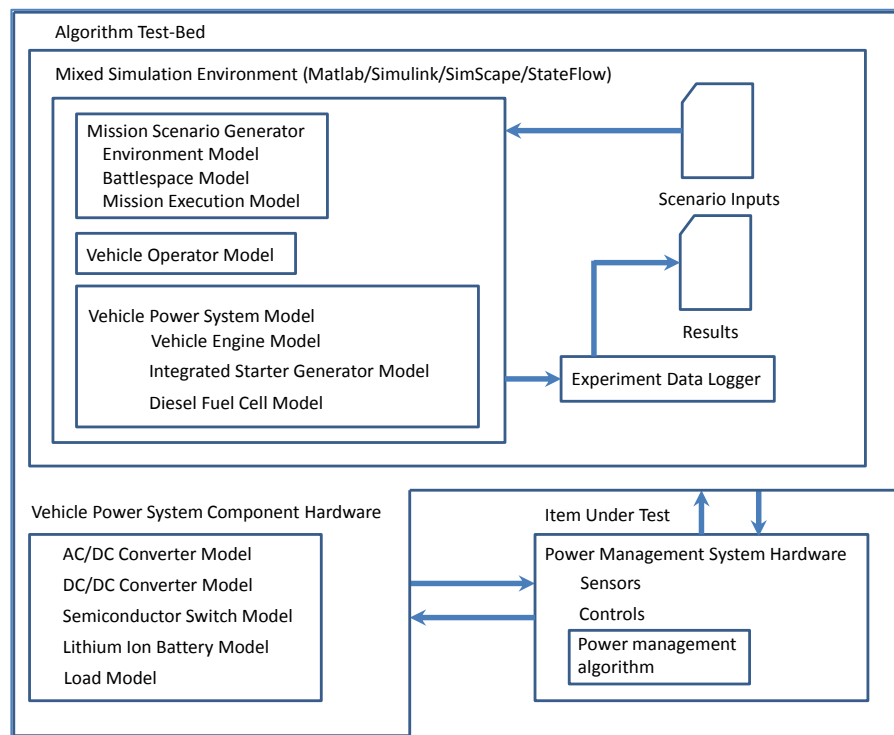 Algorithm Test-Bed
Mixed Simulation Environment (Matlab/Simulink/SimScape/StateFlow)
Mission Scenario Generator
Environment Model
Battlespace Model
Mission Execution Model
Scenario Inputs
Vehicle Operator Model
Vehicle Power System Model
Vehicle Engine Model
Integrated Starter Generator Model
Diesel Fuel Cell Model
Results
Experiment Data Logger
Vehicle Power System Component Hardware
AC/DC Converter Model
DC/DC Converter Model
Semiconductor Switch Model
Lithium Ion Battery Model
Load Model
Item Under Test
Power Management System Hardware
Sensors
Controls
Power management
algorithm